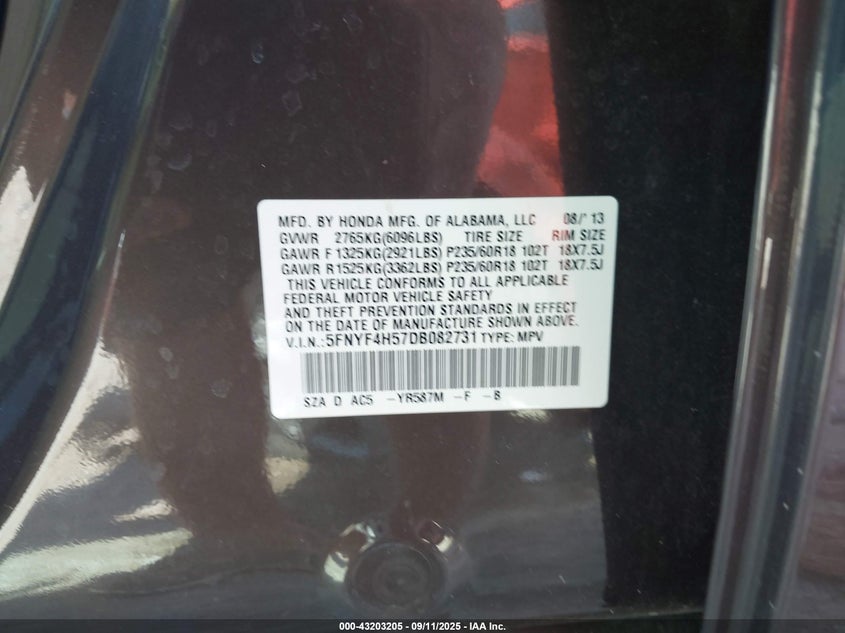 MFD. BY HONDA MFG. OF ALABAMA, LLC 08/'13
GVWR 2765KG(6096LBS) TIRE SIZE RIM SIZE
GAWR F 1325KG(2921LBS) P235/60R18 102T 18X7.5J
GAWR R1525KG(3362LBS) P235/60R18 102T 18X7.5J
THIS VEHICLE CONFORMS TO ALL APPLICABLE
FEDERAL MOTOR VEHICLE SAFETY
AND THEFT PREVENTION STANDARDS IN EFFECT
ON THE DATE OF MANUFACTURE SHOWN ABOVE.
V.I.N.:5FNYF4H57DB082731 TYPE: MPV
SZA D AC5 -YR587M -F -B
000-43203205 - 09/11/2025 - IAA Inc.